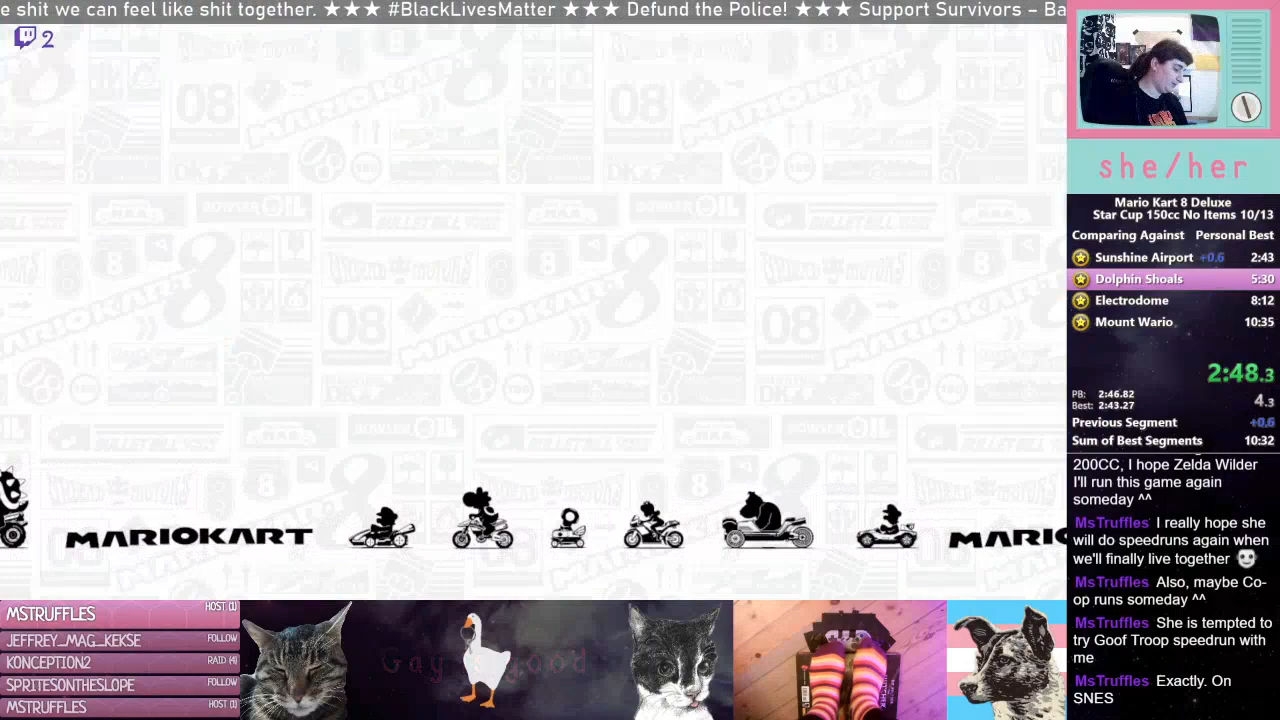 e shit we can feel like shit together. ★★★ #BlackLivesMatter ★★★ Defund the Police! ★★★ Support Survivors – Ba
2
she/her
Mario Kart 8 Deluxe
Star Cup 150cc No Items 10/13
Comparing Against Personal Best
Sunshine Airport +0.6 2:43
Dolphin Shoals 5:30
Electrodome 8:12
Mount Wario 10:35
2:48.3
PB: 2:46.82
Best: 2:43.27
4.3
Previous Segment +0.6
Sum of Best Segments 10:32
200CC, I hope Zelda Wilder
I'll run this game again
someday ^^
MsTruffles I really hope she
will do speedruns again when
we'll finally live together
MsTruffles Also, maybe Co-
op runs someday ^^
MsTruffles She is tempted to
try Goof Troop speedrun with
me
MsTruffles Exactly. On
SNES
MARIOKART
MARIO
MSTRUFFLES HOST (1)
JEFFREY_MAG_KEKSE FOLLOW
KONCEPTION2 RAID (4)
SPRITESONTHESLOPE FOLLOW
MSTRUFFLES HOST (1)
Gay is good